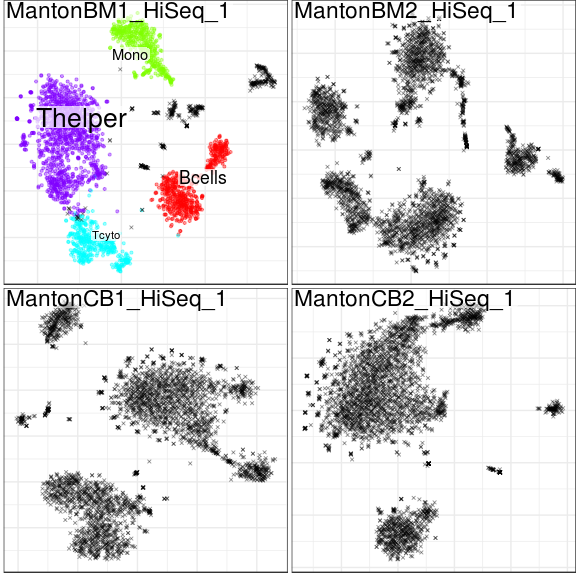 MantonBM1_HiSeq_1
MantonBM2_HiSeq_1
Mono
Thelper
Bcells
Tcyto
MantonCB1_HiSeq_1
MantonCB2_HiSeq_1